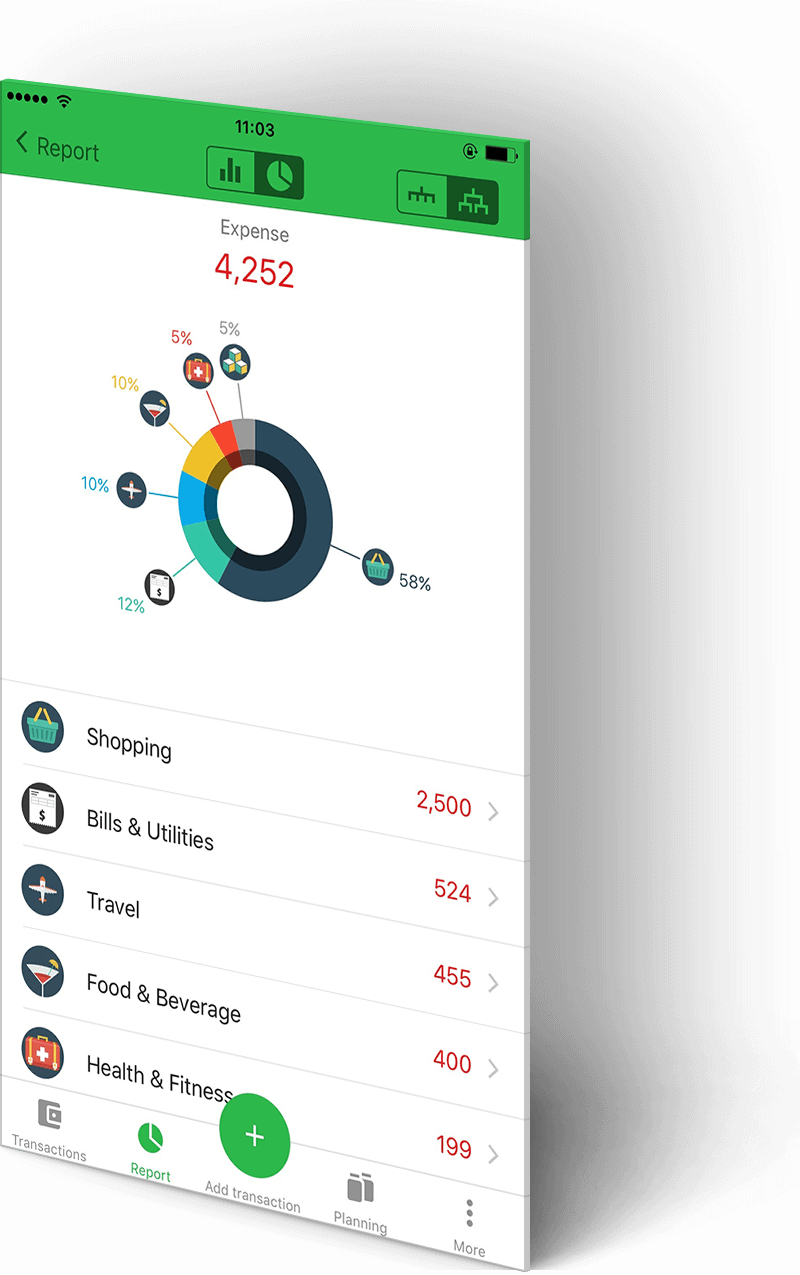 11:03
Report
Expense
4,252
5%
5%
10%
10%
12%
58%
Shopping
2,500
Bills & Utilities
524
Travel
455
Food & Beverage
400
Health & Fitness
199
Transactions
Report
Add transaction
Planning
More